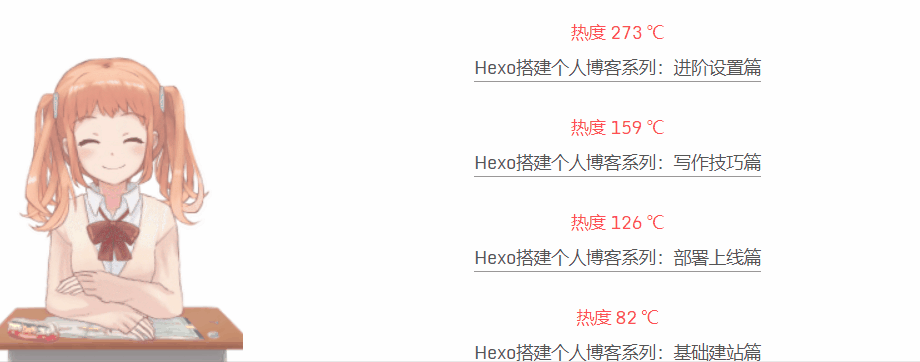 热度 273 ℃
Hexo搭建个人博客系列：进阶设置篇
热度 159 ℃
Hexo搭建个人博客系列：写作技巧篇
热度 126 ℃
Hexo搭建个人博客系列：部署上线篇
热度 82 ℃
Hexo搭建个人博客系列：基础建站篇